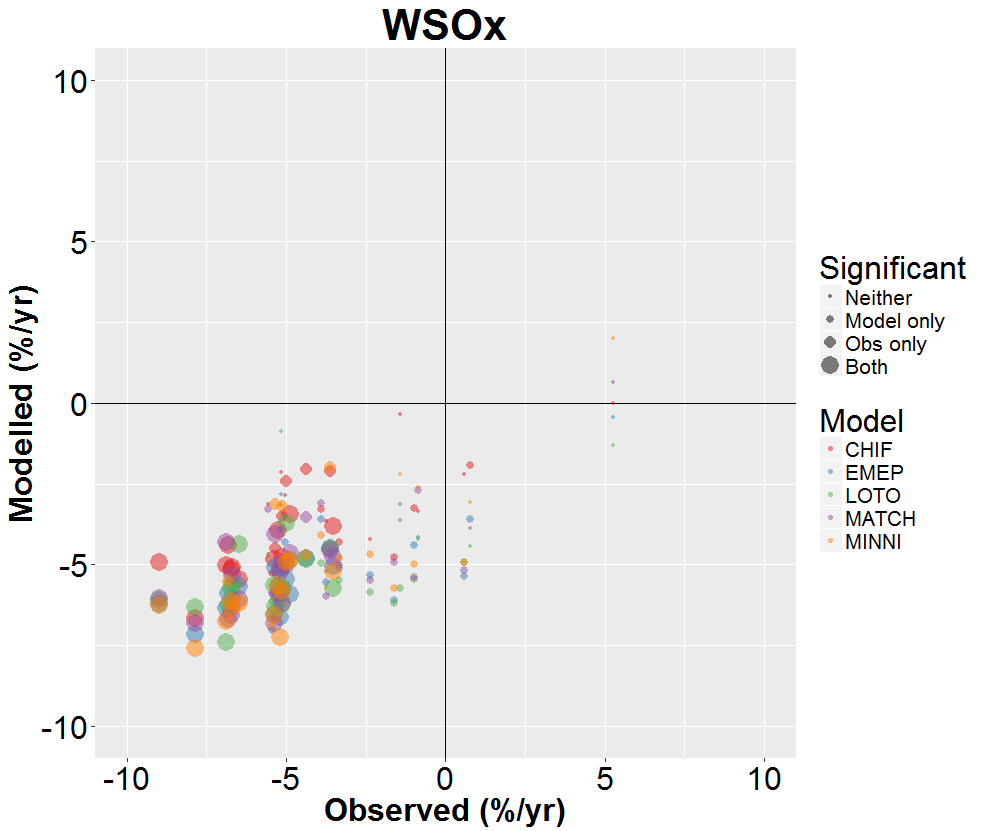 WSOx
10
5
0
-5
-10
Modelled (%/yr)
-10
-5
0
5
10
Observed (%/yr)
Significant
Neither
Model only
Obs only
Both
Model
CHIF
EMEP
LOTO
MATCH
MINNI